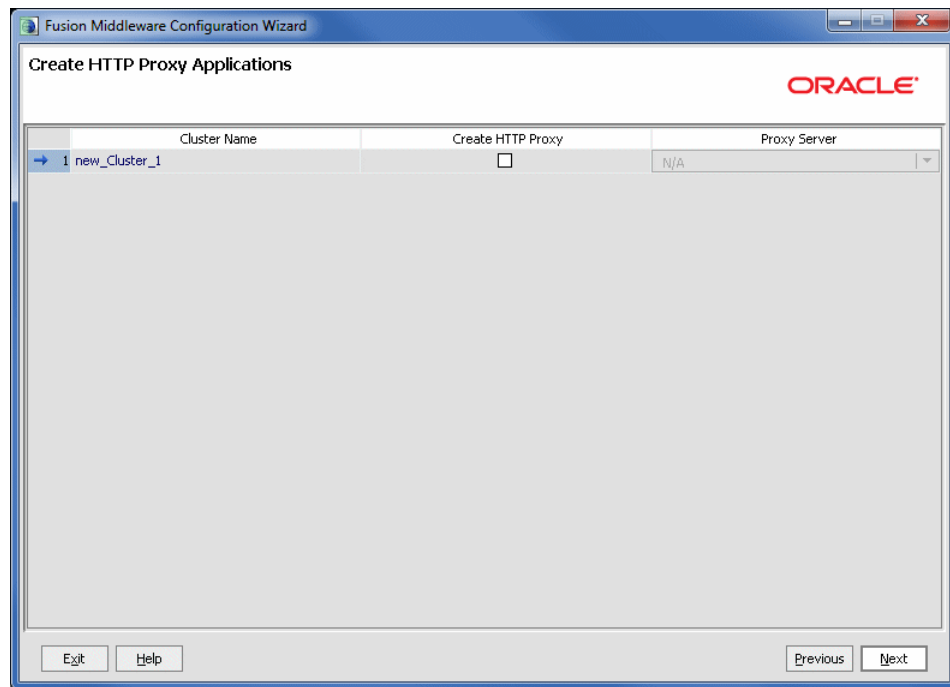 Fusion Middleware Configuration Wizard
Create HTTP Proxy Applications
ORACLE
Cluster Name Create HTTP Proxy Proxy Server
1 new_Cluster_1 N/A
Exit Help Previous Next